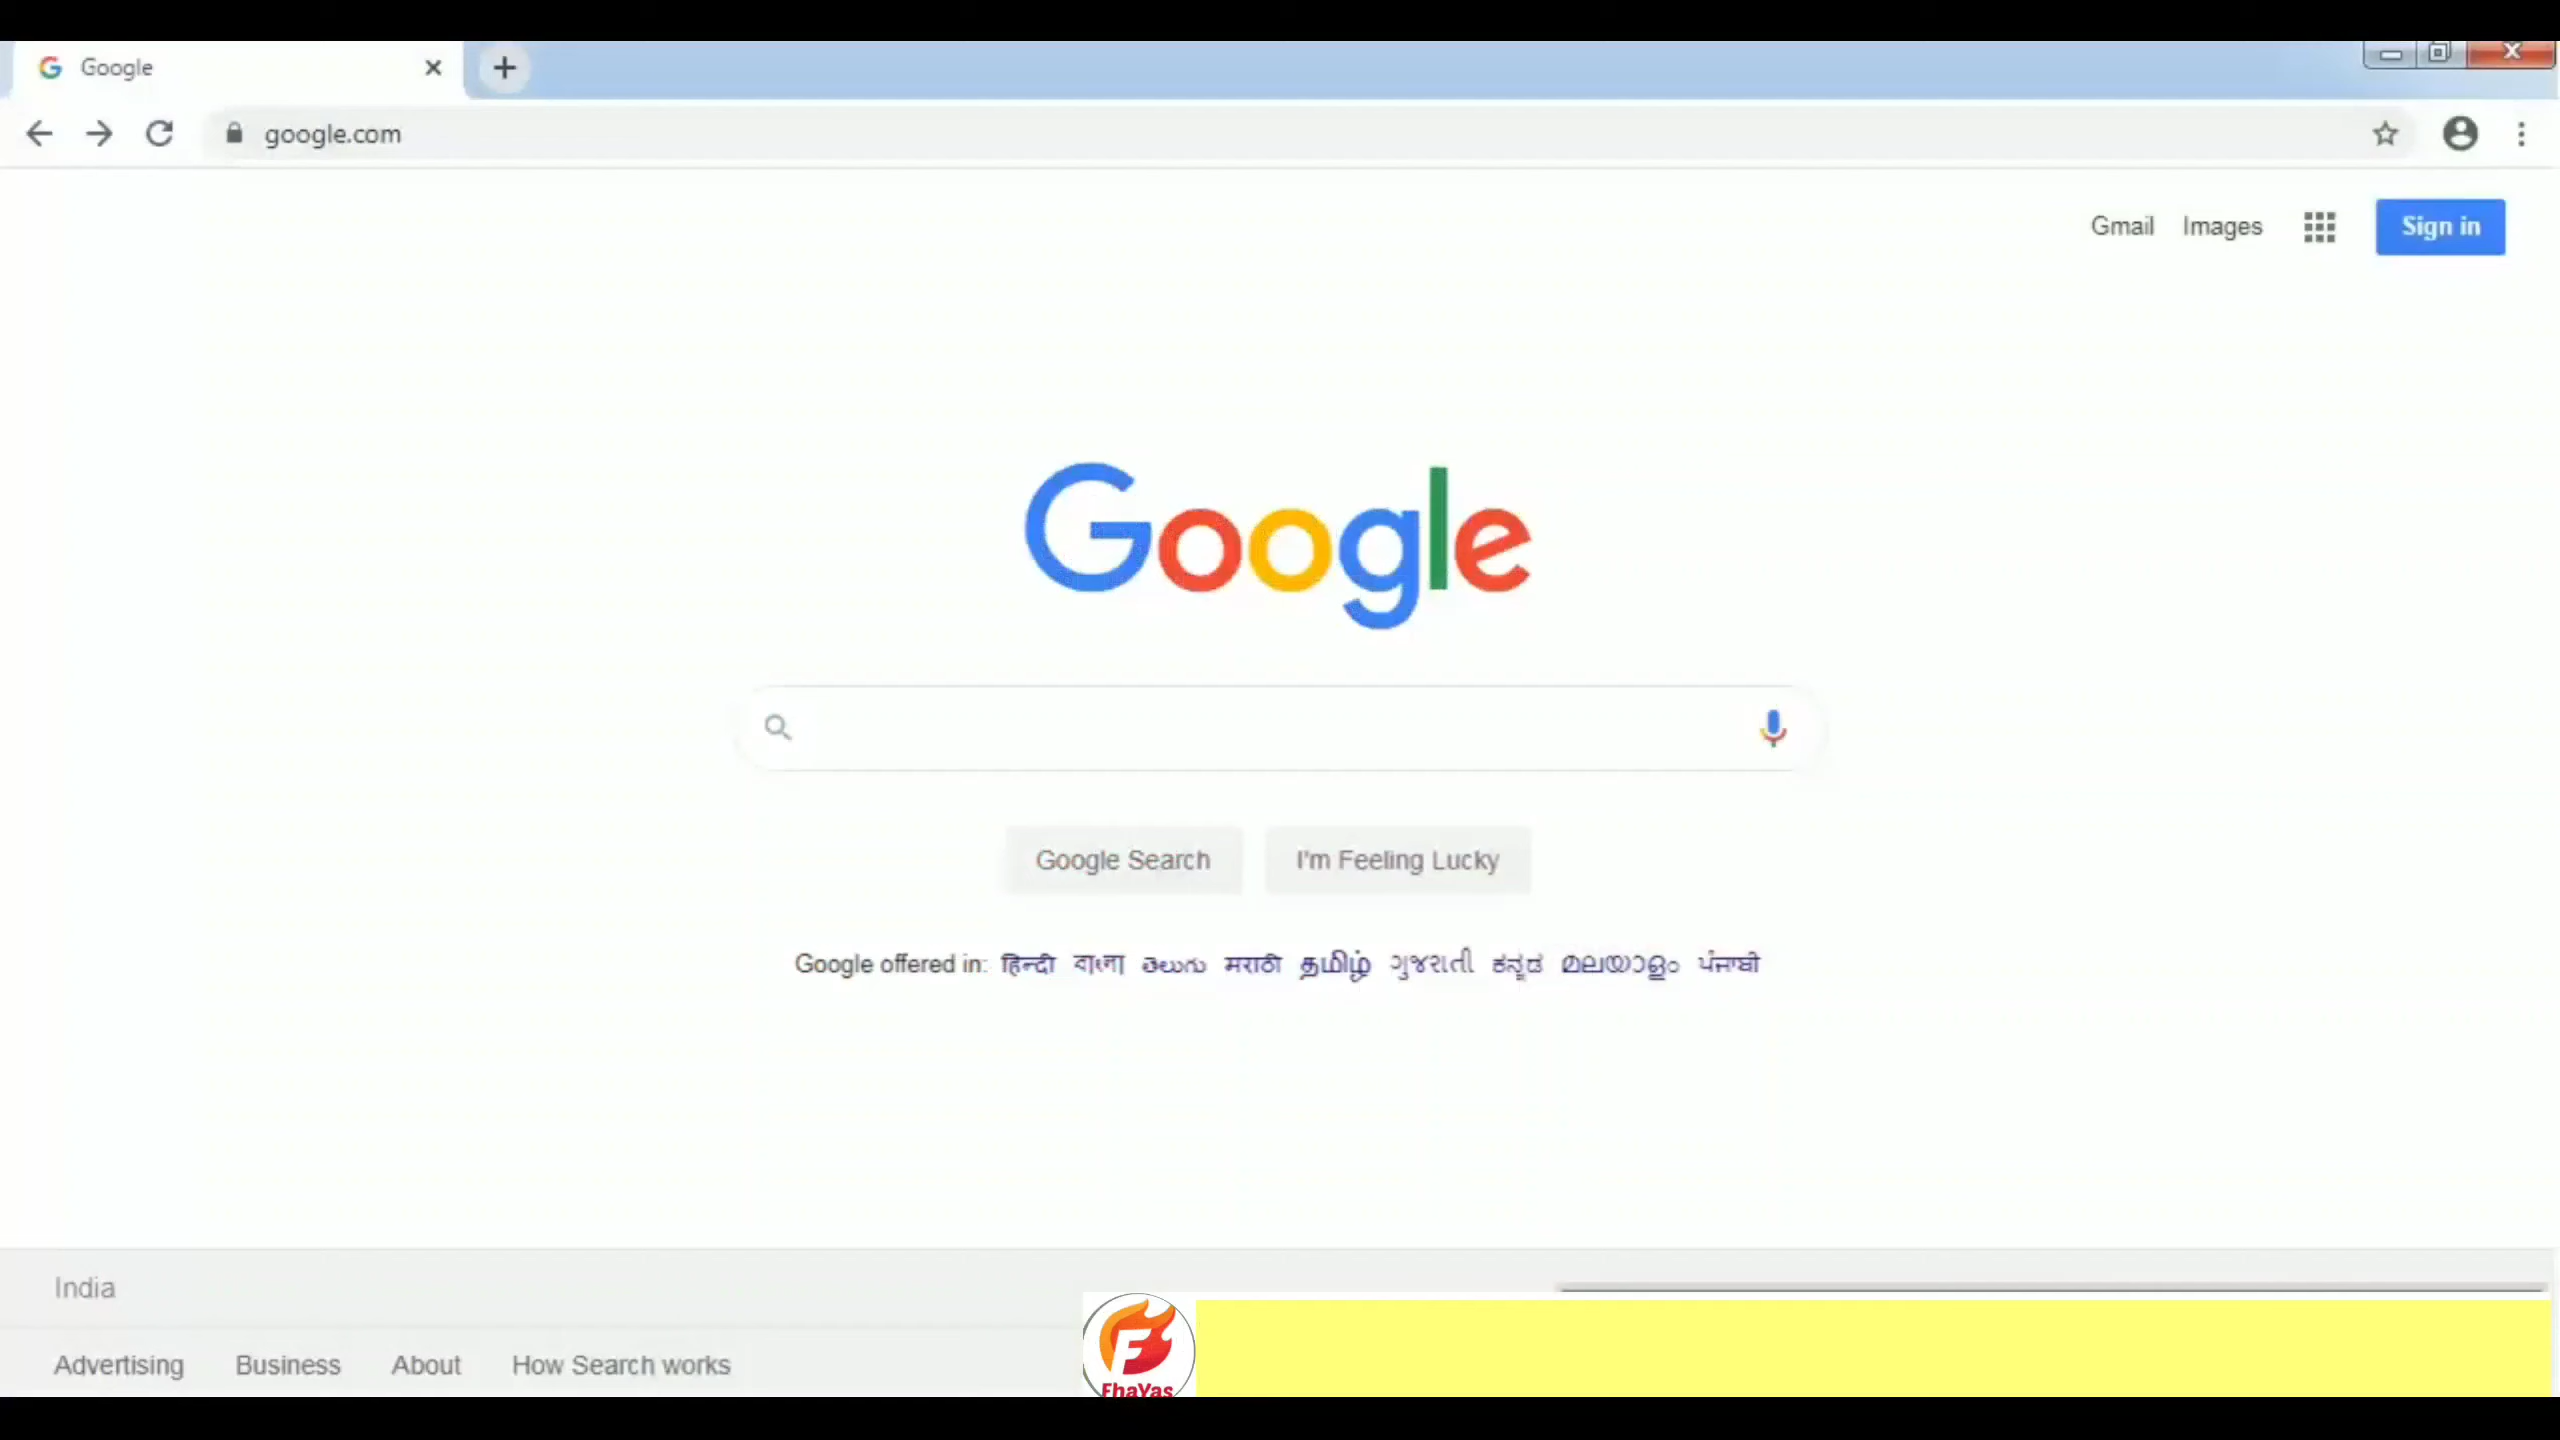 Google
google.com
Gmail Images Sign in
Google
Google Search I'm Feeling Lucky
Google offered in: हिन्दी বাংলা తెలుగు मराठी தமிழ் ગુજરાતી ಕನ್ನಡ മലയാളം ਪੰਜਾਬੀ
India
Advertising Business About How Search works
F
FhaYas